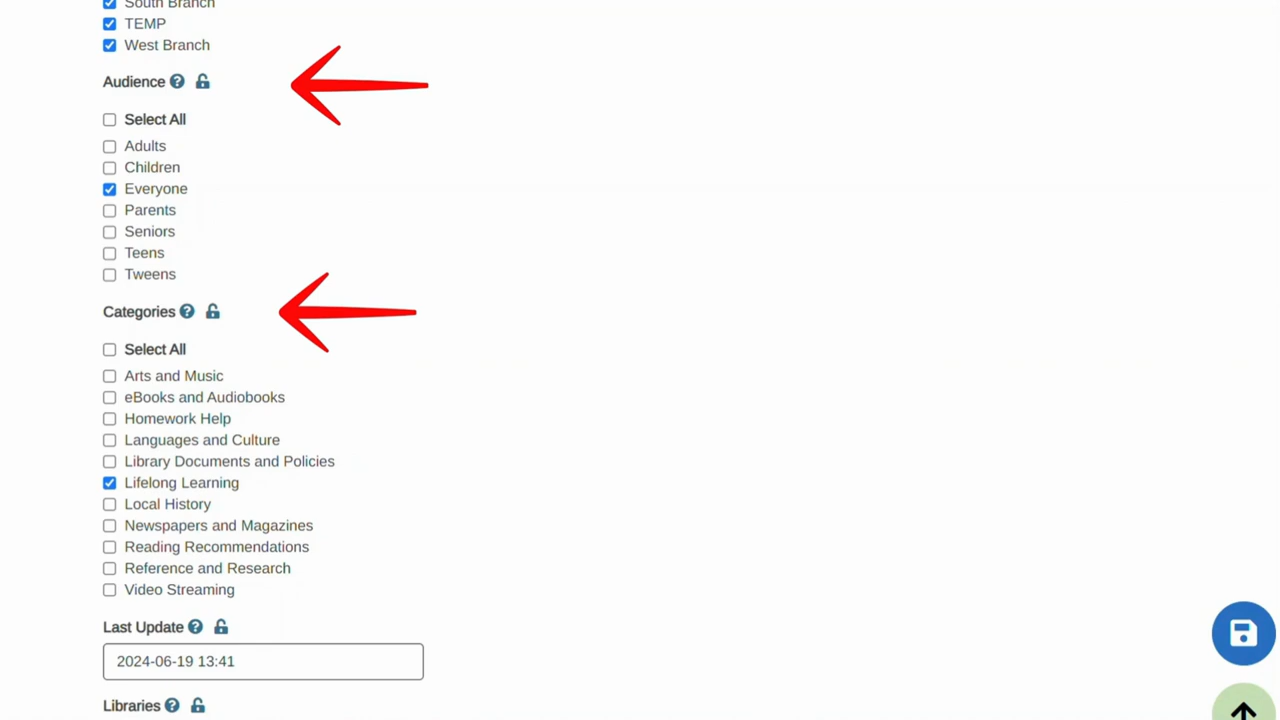 South Branch
TEMP
West Branch
Audience
Select All
Adults
Children
Everyone
Parents
Seniors
Teens
Tweens
Categories
Select All
Arts and Music
eBooks and Audiobooks
Homework Help
Languages and Culture
Library Documents and Policies
Lifelong Learning
Local History
Newspapers and Magazines
Reading Recommendations
Reference and Research
Video Streaming
Last Update
2024-06-19 13:41
Libraries